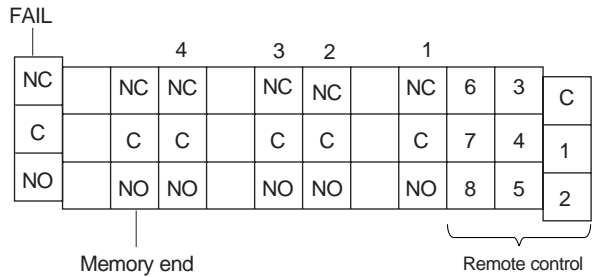 FAIL
4 3 2 1
NC NC NC NC NC NC 6 3 C
C C C C C C 7 4 1
NO NO NO NO NO NO 8 5 2
Memory end Remote control